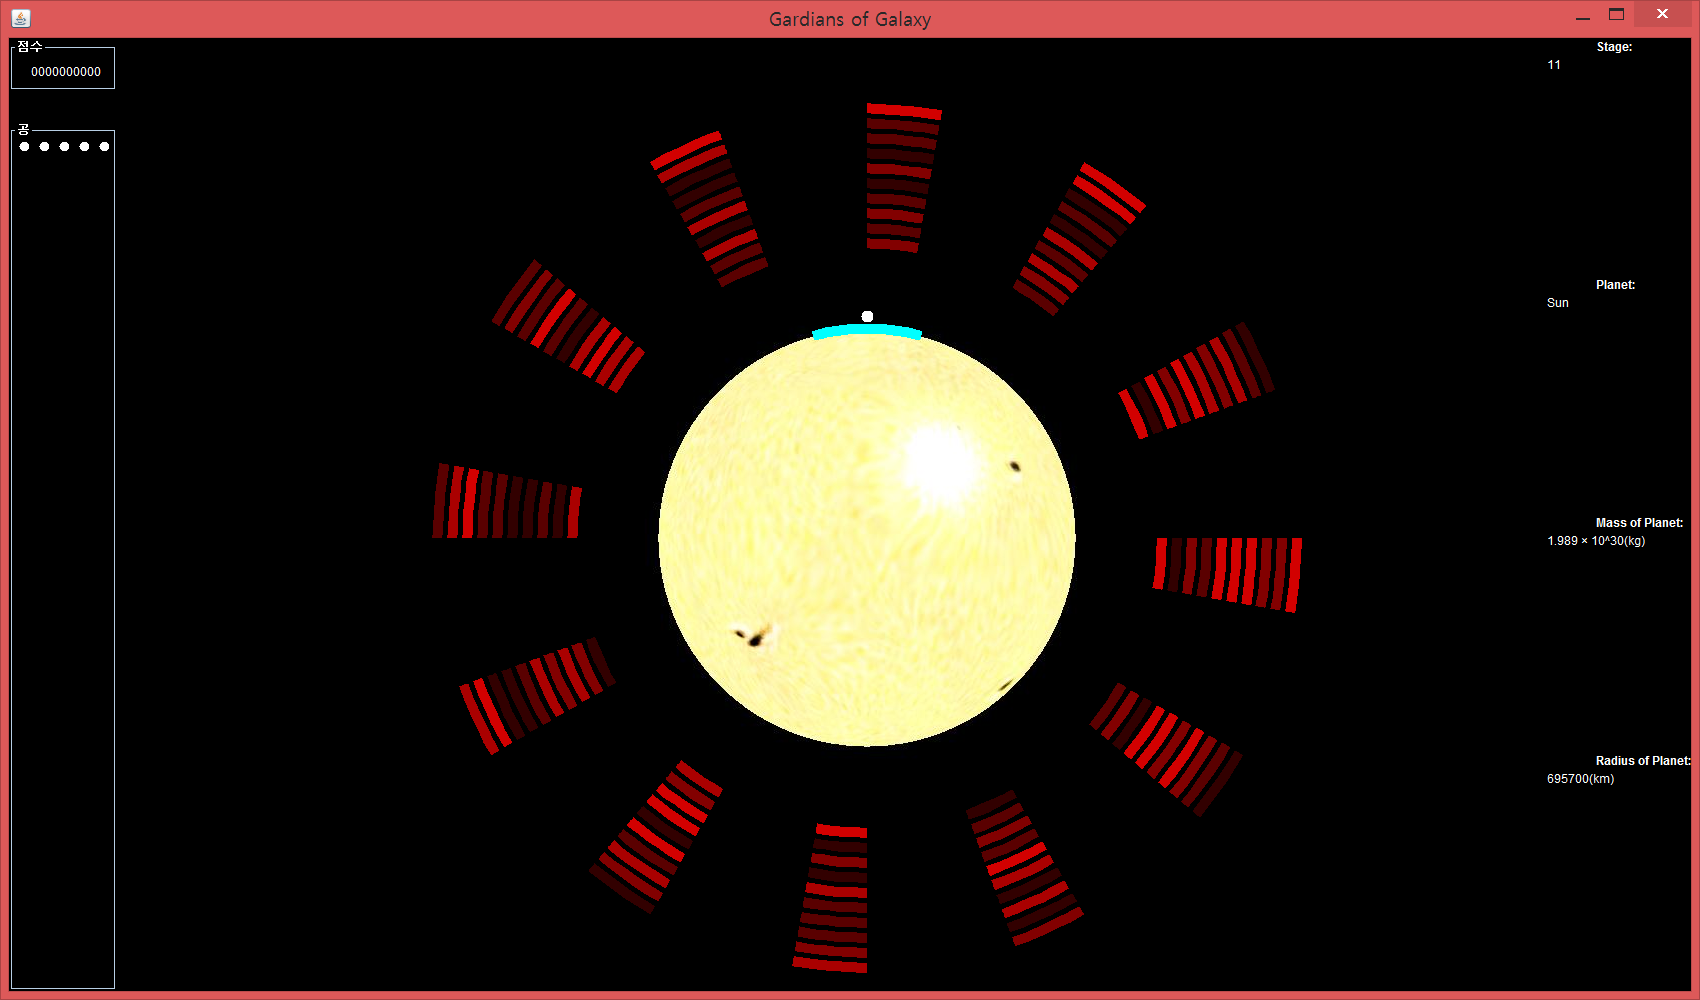 Gardians of Galaxy
점수
0000000000
공
Stage:
11
Planet:
Sun
Mass of Planet:
1.989 × 10^30(kg)
Radius of Planet:
695700(km)